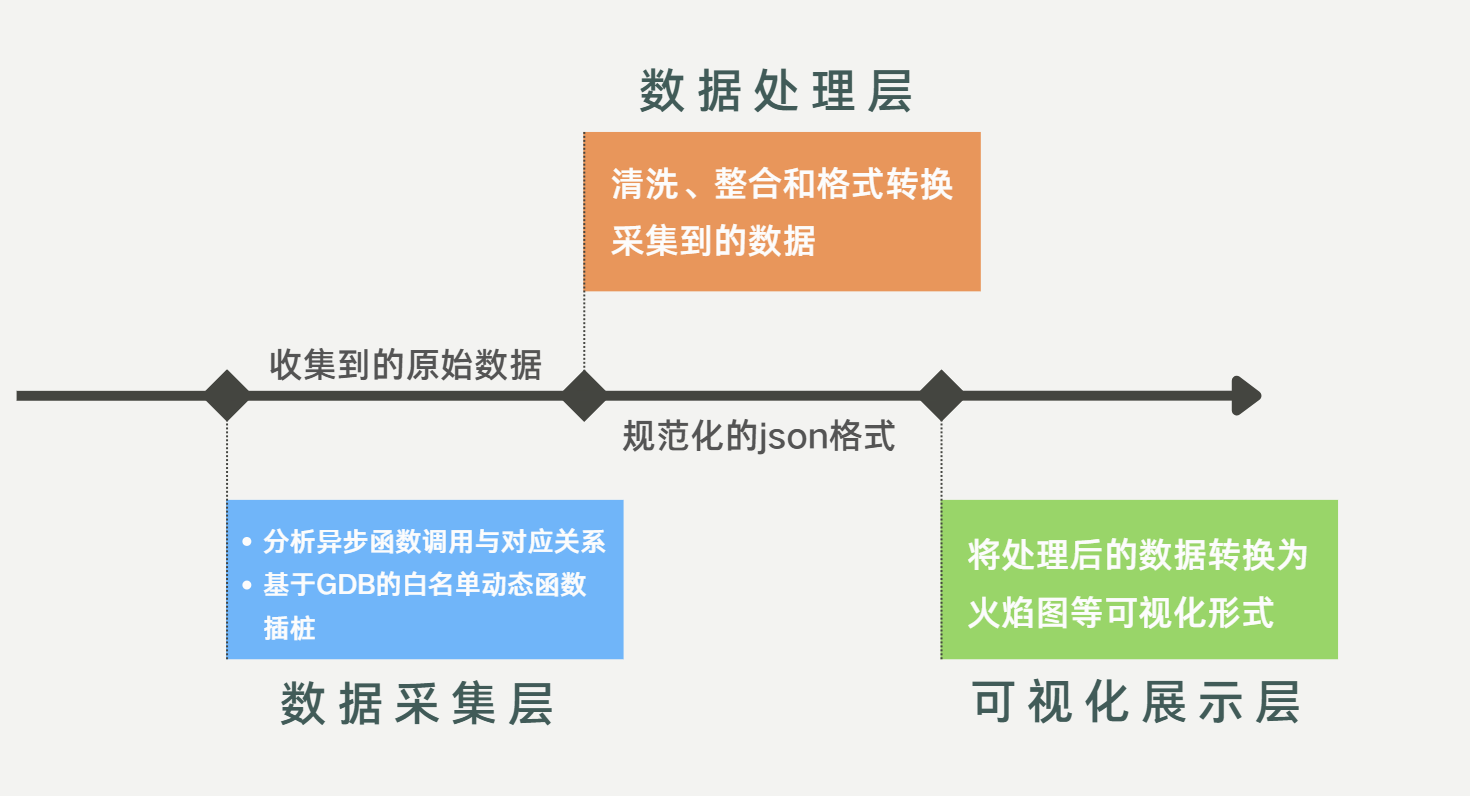 数据处理层
清洗、整合和格式转换
采集到的数据
收集到的原始数据
规范化的json格式
• 分析异步函数调用与对应关系
• 基于GDB的白名单动态函数
插桩
数据采集层
将处理后的数据转换为
火焰图等可视化形式
可视化展示层